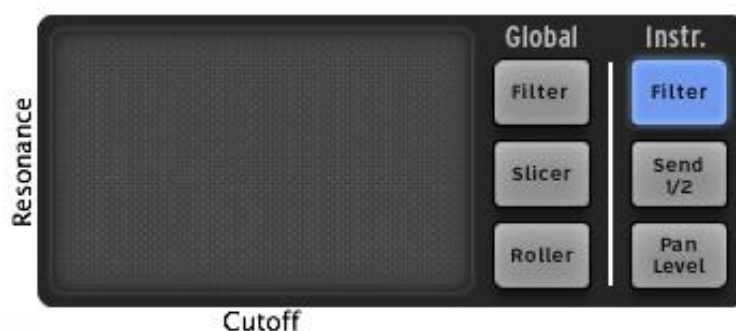 Global Instr.
Filter Filter
Resonance
Slicer Send
1/2
Roller Pan
Level
Cutoff